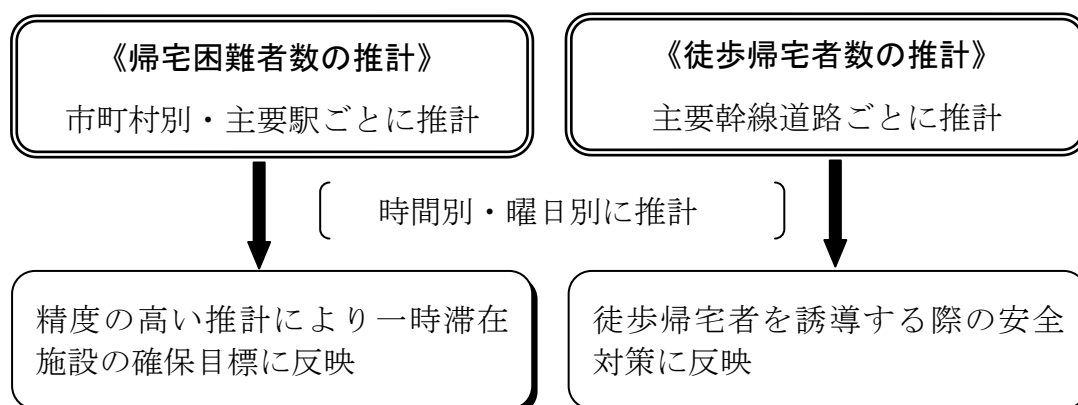 《帰宅困難者数の推計》
市町村別・主要駅ごとに推計
《徒歩帰宅者数の推計》
主要幹線道路ごとに推計
時間別・曜日別に推計
精度の高い推計により一時滞在
施設の確保目標に反映
徒歩帰宅者を誘導する際の安全
対策に反映